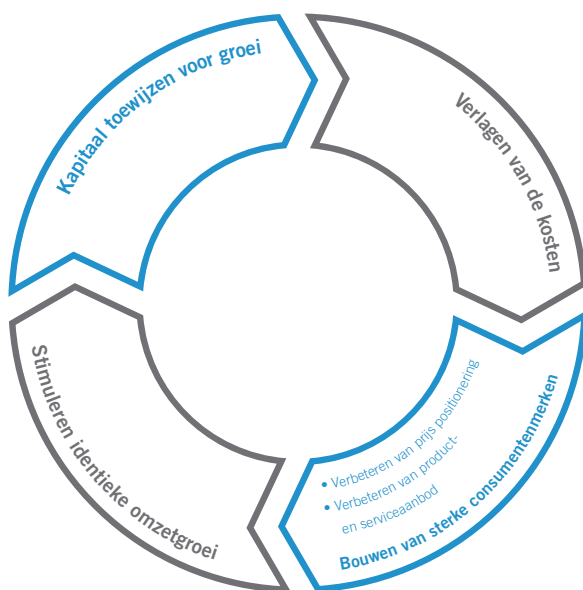 Kapitaal toewijzen voor groei
Verlagen van de kosten
• Verbeteren van prijs positionering
• Verbeteren van product-
en serviceaanbod
Bouwen van sterke consumentenmerken
Stimuleren identieke omzetgroei